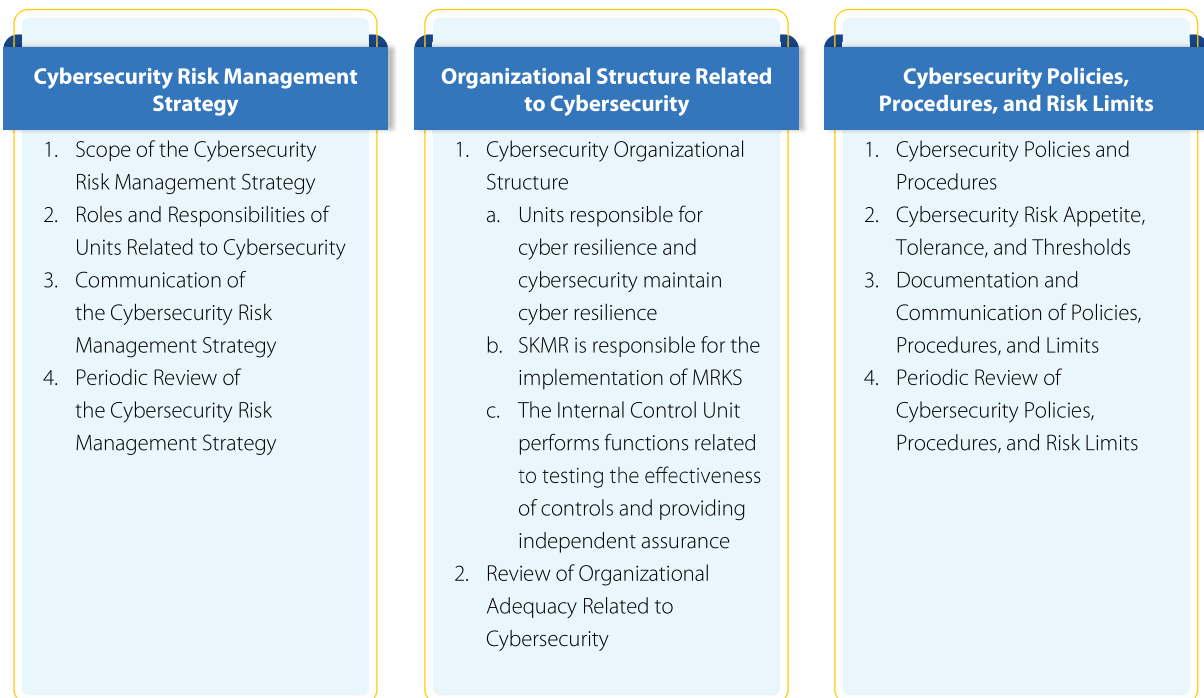 Cybersecurity Risk Management
Strategy
1. Scope of the Cybersecurity
Risk Management Strategy
2. Roles and Responsibilities of
Units Related to Cybersecurity
3. Communication of
the Cybersecurity Risk
Management Strategy
4. Periodic Review of
the Cybersecurity Risk
Management Strategy
Organizational Structure Related
to Cybersecurity
1. Cybersecurity Organizational
Structure
a. Units responsible for
cyber resilience and
cybersecurity maintain
cyber resilience
b. SKMR is responsible for the
implementation of MRKS
c. The Internal Control Unit
performs functions related
to testing the effectiveness
of controls and providing
independent assurance
2. Review of Organizational
Adequacy Related to
Cybersecurity
Cybersecurity Policies,
Procedures, and Risk Limits
1. Cybersecurity Policies and
Procedures
2. Cybersecurity Risk Appetite,
Tolerance, and Thresholds
3. Documentation and
Communication of Policies,
Procedures, and Limits
4. Periodic Review of
Cybersecurity Policies,
Procedures, and Risk Limits